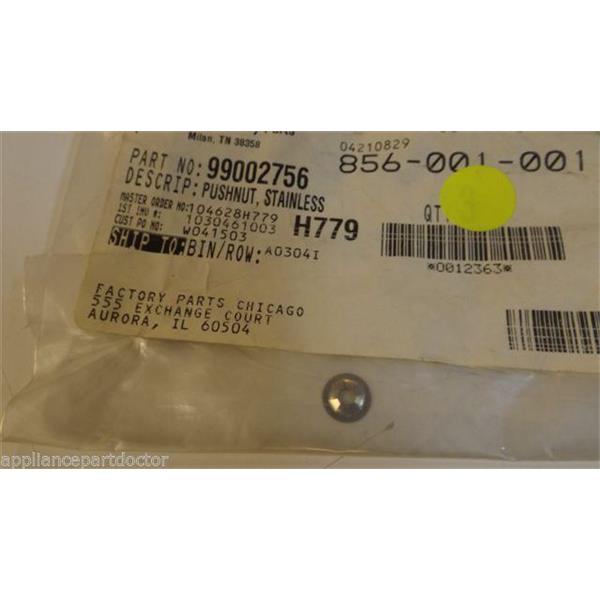 Milan, TN 38358
04210829
PART NO: 99002756
856-001-001
DESCRIP: PUSHNUT, STAINLESS
MASTER ORDER NO: 104628H779
H779
1ST INV #: 1030461003
CUST PO NO: W041503
SHIP TO: BIN/ROW: A0304I
*0012363*
FACTORY PARTS CHICAGO
555 EXCHANGE COURT
AURORA, IL 60504
appliancepartdoctor